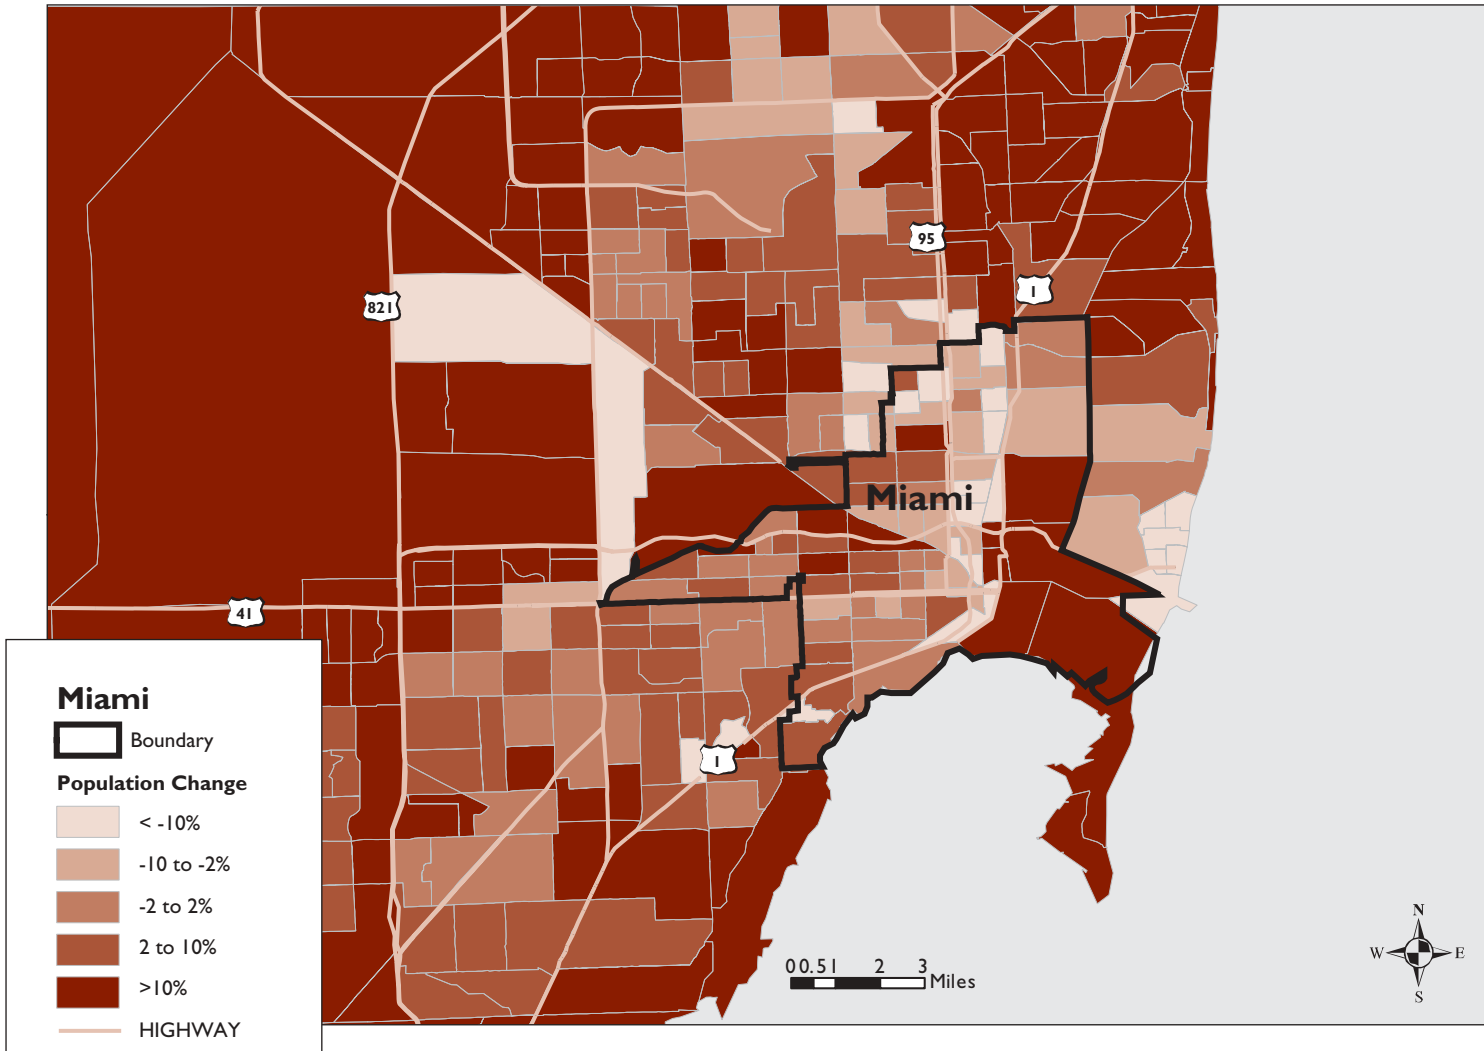 95
1
821
Miami
41
1
Miami
Boundary
Population Change
< -10%
-10 to -2%
-2 to 2%
2 to 10%
>10%
HIGHWAY
0 0.5 1 2 3
Miles
N
W E
S